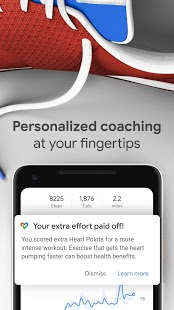 Personalized coaching
at your fingertips
8225 1,876 2.2
Steps Cals miles
Your extra effort paid off!
You scored extra Heart Points for a more
intense workout. Exercise that gets the heart
pumping faster can boost health benefits.
Dismiss Learn more